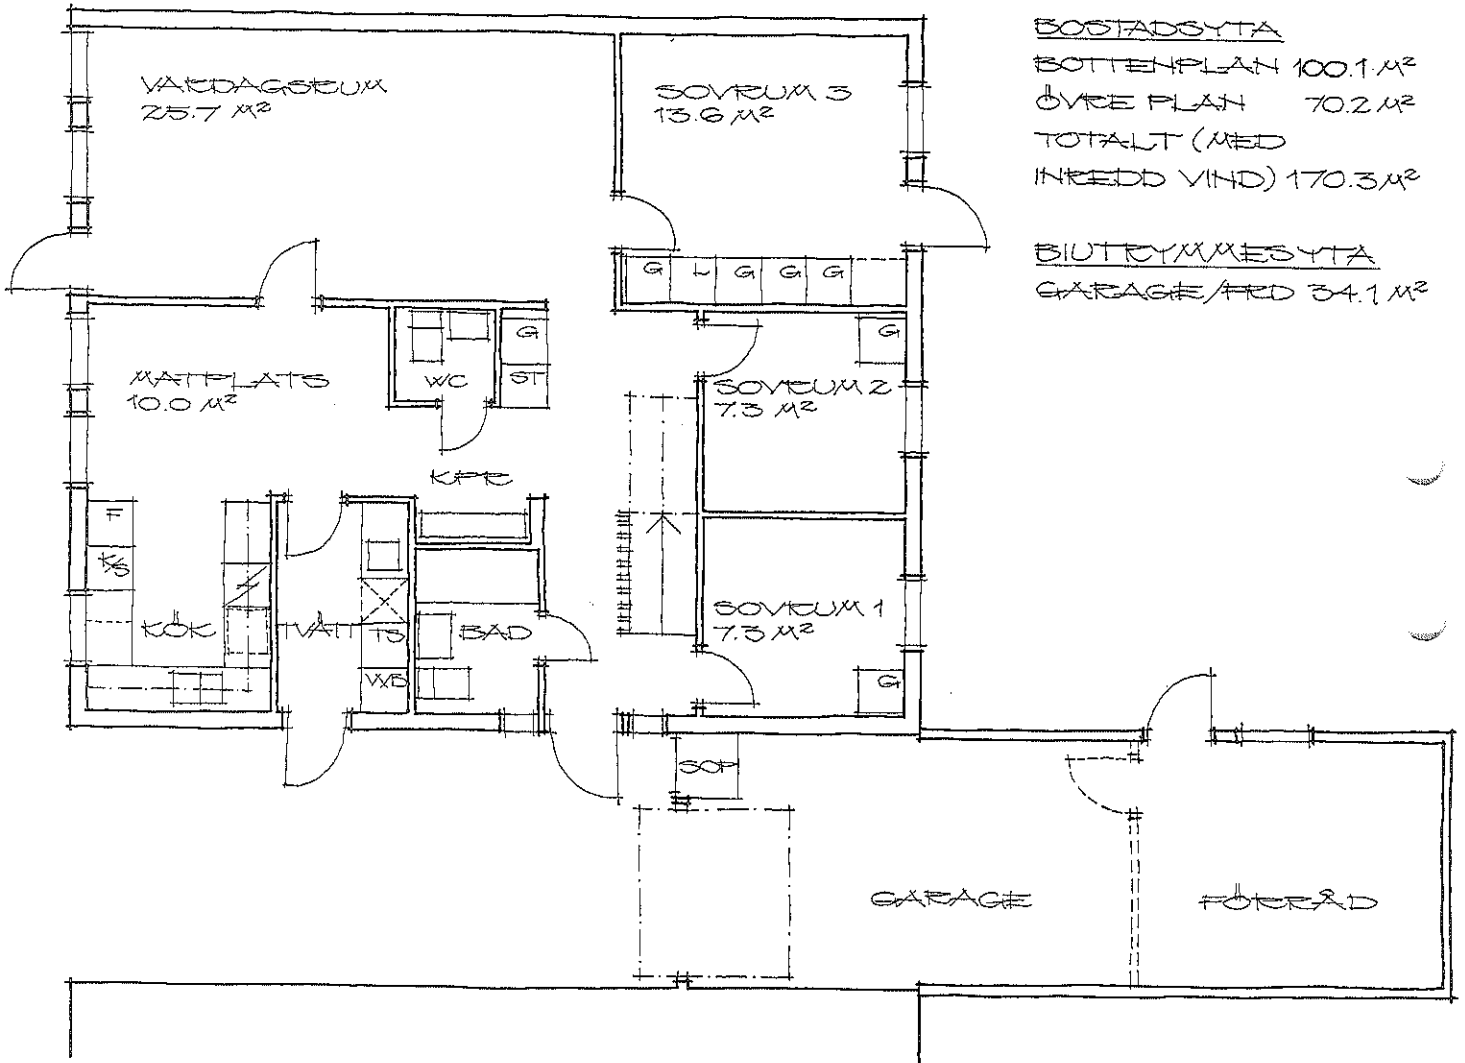 BOSTADSYTA
BOTTENPLAN 100.1 M²
ÖVRE PLAN 70.2 M²
TOTALT (MED
INREDD VIND) 170.3 M²
BIUTRYMMESYTA
GARAGE/FRD 34.1 M²
VARDAGSRUM
25.7 M²
SOVRUM 3
13.6 M²
G L G G G
MATPLATS
10.0 M²
WC
G
ST
G
SOVRUM 2
7.3 M²
KPR
F
K/S
KÖK
TVÄTT
TS
WB
BAD
SOVRUM 1
7.3 M²
G
SOP
GARAGE
FÖRRÅD